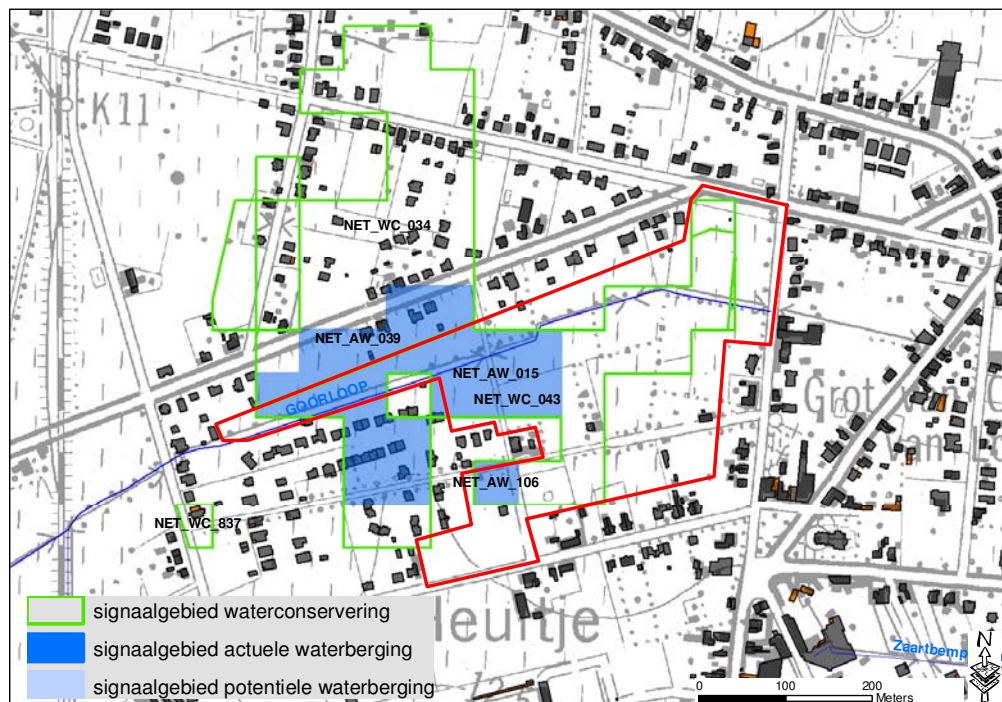 K11
NET_WC_034
NET_AW_039
NET_AW_015
GOORLOOP
NET_WC_043
NET_AW_106
NET_WC_837
signaalgebied waterconservering
signaalgebied actuele waterberging
signaalgebied potentiele waterberging
Heultje
Zaartbemp
N
0 100 200
Meters